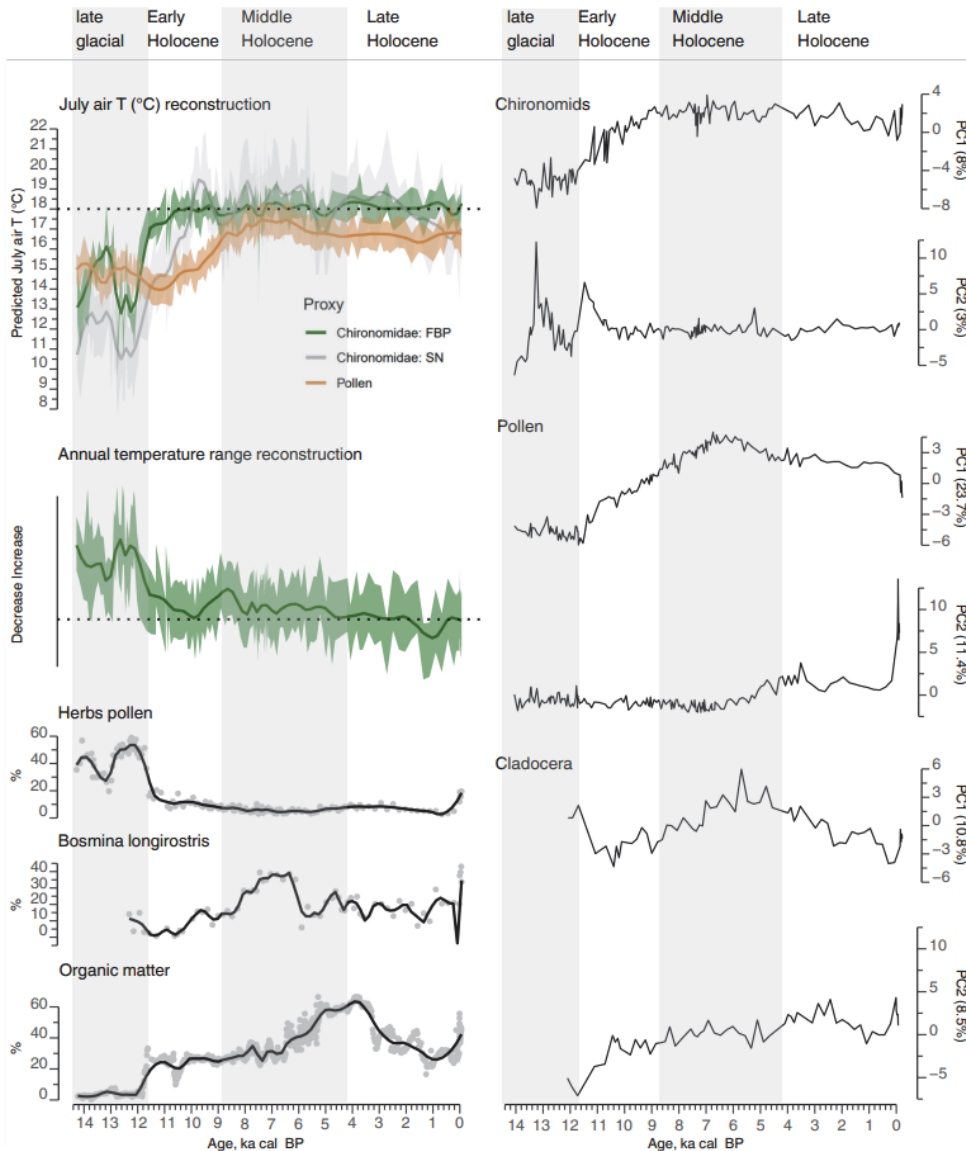 late glacial
Early Holocene
Middle Holocene
Late Holocene
July air T (°C) reconstruction
22
21
20
19
18
17
16
15
14
13
12
11
10
9
8
Predicted July air T (°C)
Proxy
Chironomidae: FBP
Chironomidae: SN
Pollen
Annual temperature range reconstruction
Decrease Increase
Herbs pollen
60
40
20
0
%
Bosmina longirostris
40
30
20
10
0
%
Organic matter
60
40
20
0
%
14 13 12 11 10 9 8 7 6 5 4 3 2 1 0
Age, ka cal BP
late glacial
Early Holocene
Middle Holocene
Late Holocene
Chironomids
4
0
−4
−8
PC1 (8%)
10
5
0
−5
PC2 (3%)
Pollen
3
0
−3
−6
PC1 (23.7%)
10
5
0
PC2 (11.4%)
Cladocera
6
3
0
−3
−6
PC1 (10.8%)
10
5
0
−5
PC2 (8.5%)
14 13 12 11 10 9 8 7 6 5 4 3 2 1 0
Age, ka cal BP